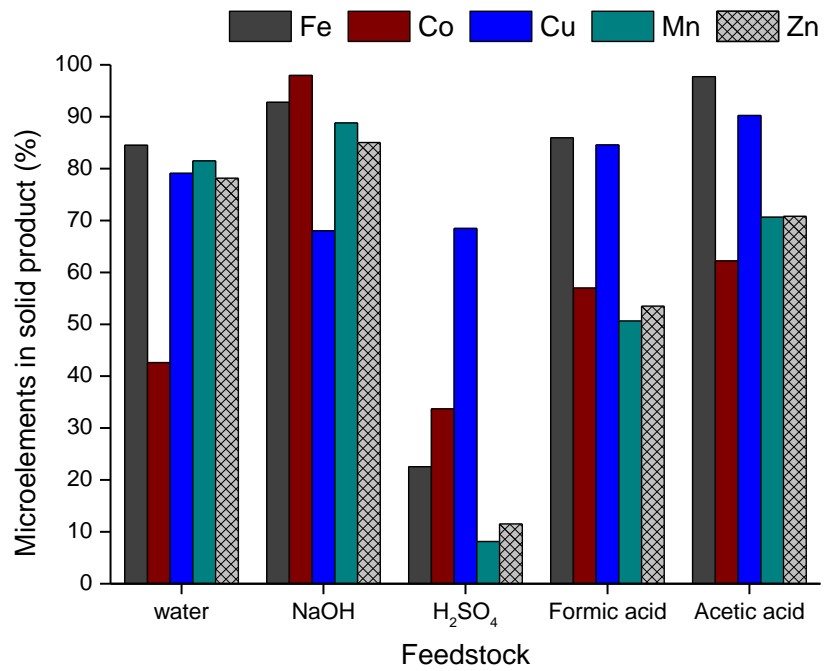 Fe Co Cu Mn Zn
Microelements in solid product (%)
100
90
80
70
60
50
40
30
20
10
0
water NaOH H₂SO₄ Formic acid Acetic acid
Feedstock